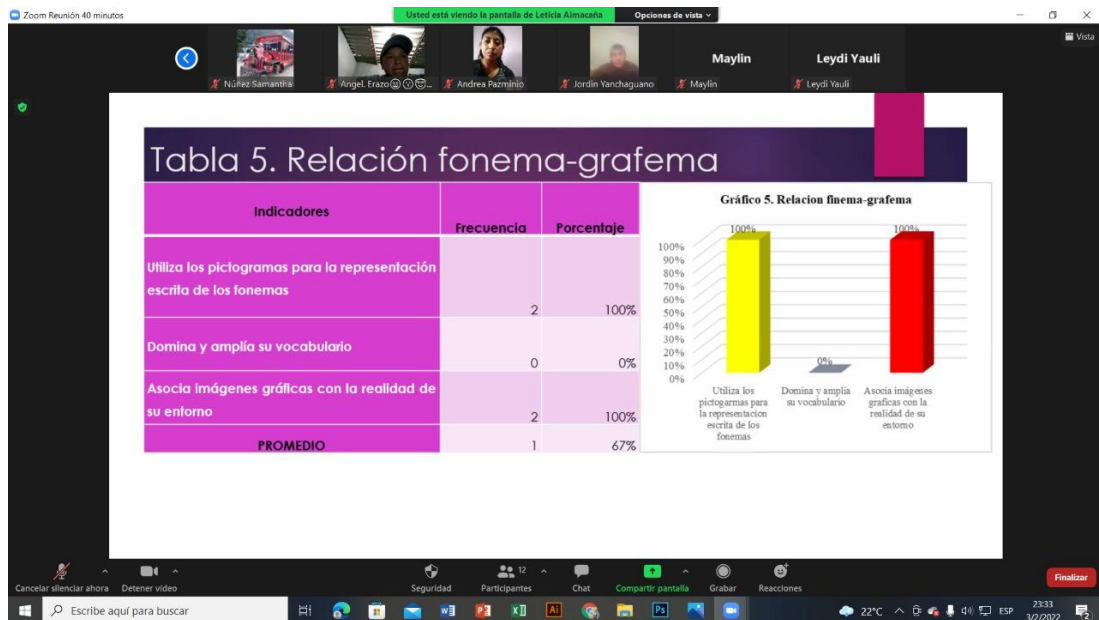 Zoom Reunión 40 minutos
Usted está viendo la pantalla de Leticia Aimacaña
Opciones de vista
Vista
Núñez Samantha
Angel. Erazo
Andrea Pazminio
Jordin Yanchaguano
Maylin
Maylin
Leydi Yauli
Leydi Yauli
Tabla 5. Relación fonema-grafema
Indicadores Frecuencia Porcentaje
Utiliza los pictogramas para la representación
escrita de los fonemas
2 100%
Domina y amplía su vocabulario
0 0%
Asocia imágenes gráficas con la realidad de
su entorno
2 100%
PROMEDIO 1 67%
Gráfico 5. Relacion finema-grafema
100% 100%
0%
100%
90%
80%
70%
60%
50%
40%
30%
20%
10%
0%
Utiliza los
pictogarmas para
la representacion
escrita de los
fonemas
Domina y amplia
su vocabulario
Asocia imágenes
graficas con la
realidad de su
entorno
Cancelar silenciar ahora
Detener video
Seguridad
12
Participantes
Chat
Compartir pantalla
Grabar
Reacciones
Finalizar
Escribe aquí para buscar
22°C
ESP
23:33
3/2/2022
2